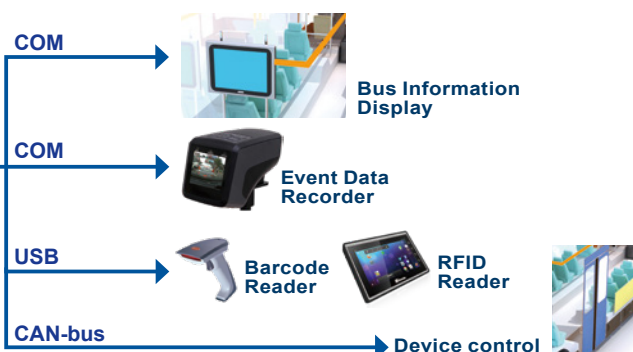 COM
Bus Information
Display
COM
Event Data
Recorder
USB
Barcode
Reader
RFID
Reader
CAN-bus
Device control